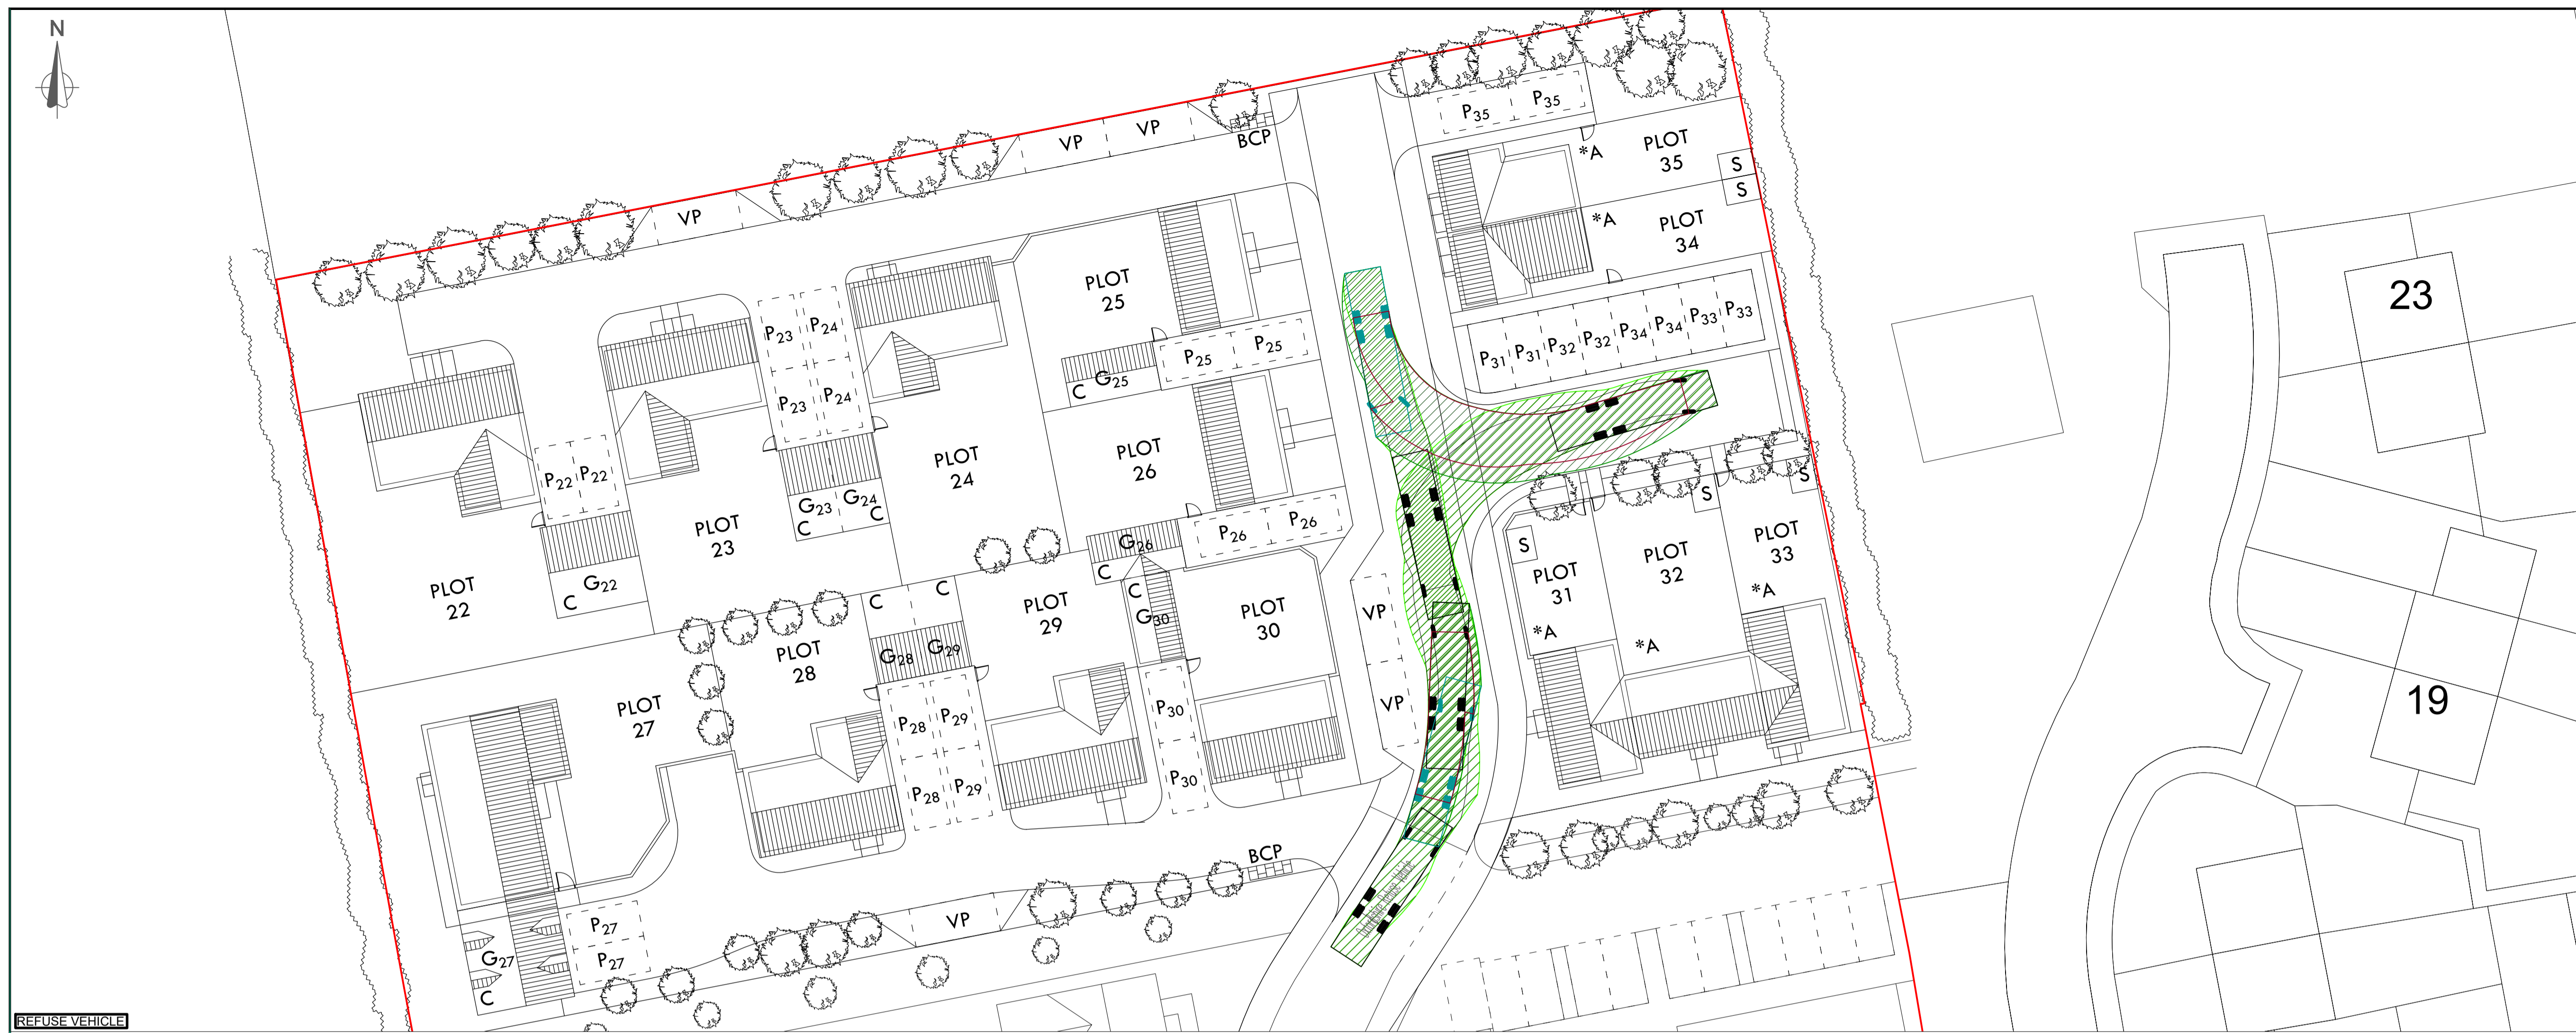 N
BCP
VP
VP
VP
P35
P35
*A
PLOT
35
S
S
*A
PLOT
34
PLOT
25
P23
P24
P23
P24
P25
P25
G25
C
P31
P31
P32
P32
P34
P34
P33
P33
23
P22
P22
PLOT
24
PLOT
26
G23
G24
C
C
P26
P26
G26
C
S
S
S
PLOT
23
PLOT
22
G22
C
C
C
PLOT
29
C
G30
PLOT
30
VP
PLOT
31
*A
PLOT
32
*A
PLOT
33
*A
PLOT
28
G28
G29
PLOT
27
P28
P29
P28
P29
P30
P30
VP
19
BCP
VP
P27
P27
G27
C
REFUSE VEHICLE